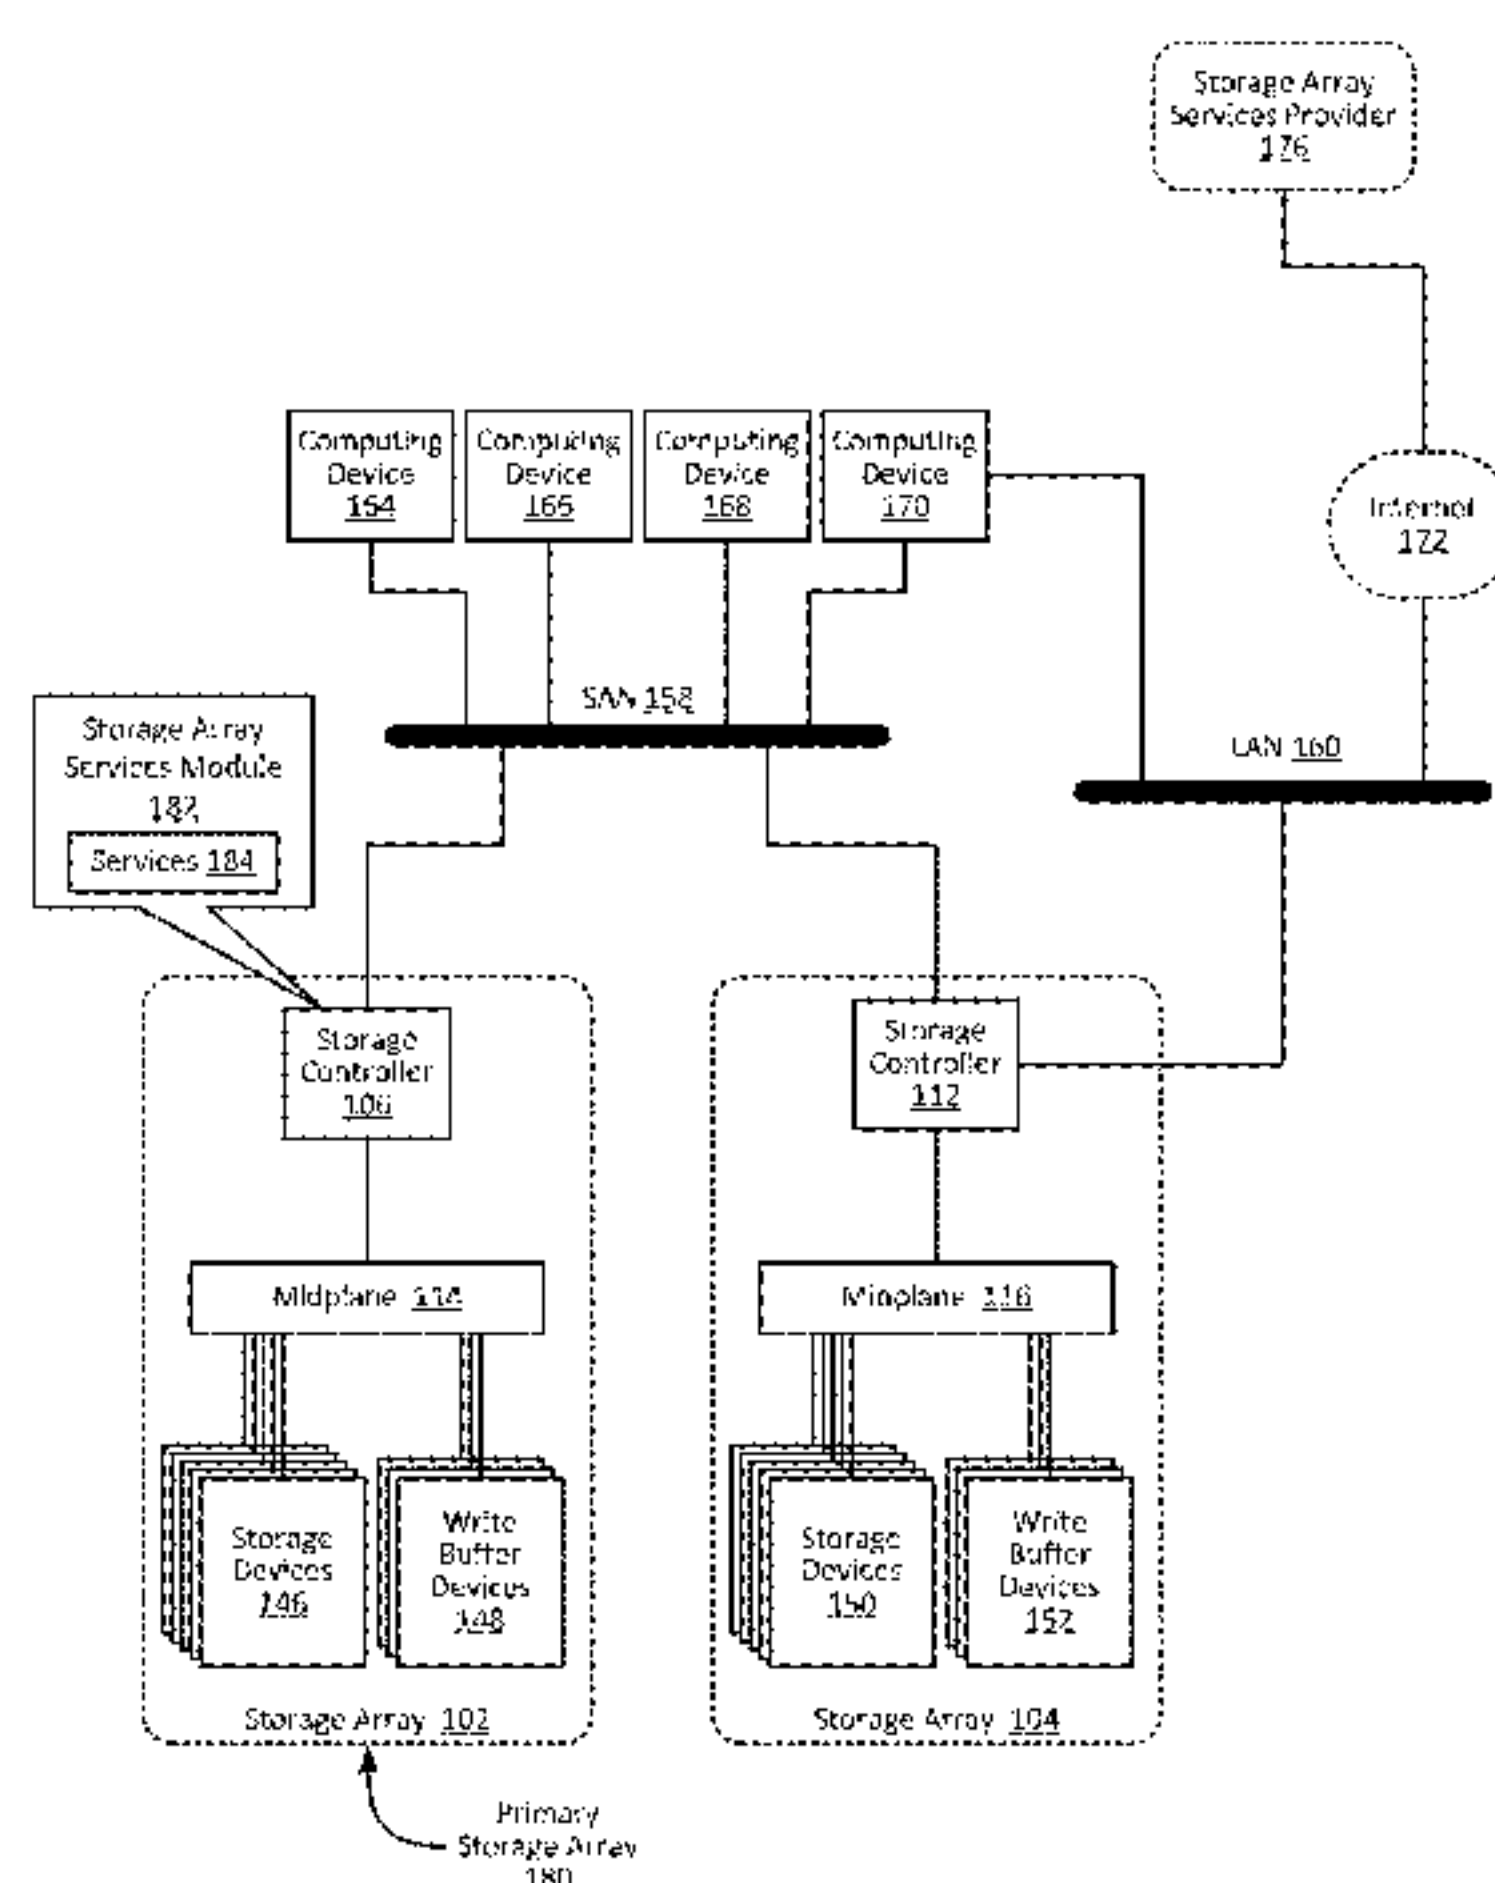 Storage Array
Services Provider
176
Computing
Device
164
Computing
Device
166
Computing
Device
168
Computing
Device
170
Internet
172
SAN 158
LAN 160
Storage Array
Services Module
182
Services 184
Storage
Controller
106
Storage
Controller
112
Midplane 114
Midplane 116
Storage
Devices
146
Write
Buffer
Devices
148
Storage
Devices
150
Write
Buffer
Devices
152
Storage Array 102
Storage Array 104
Primary
Storage Array
180